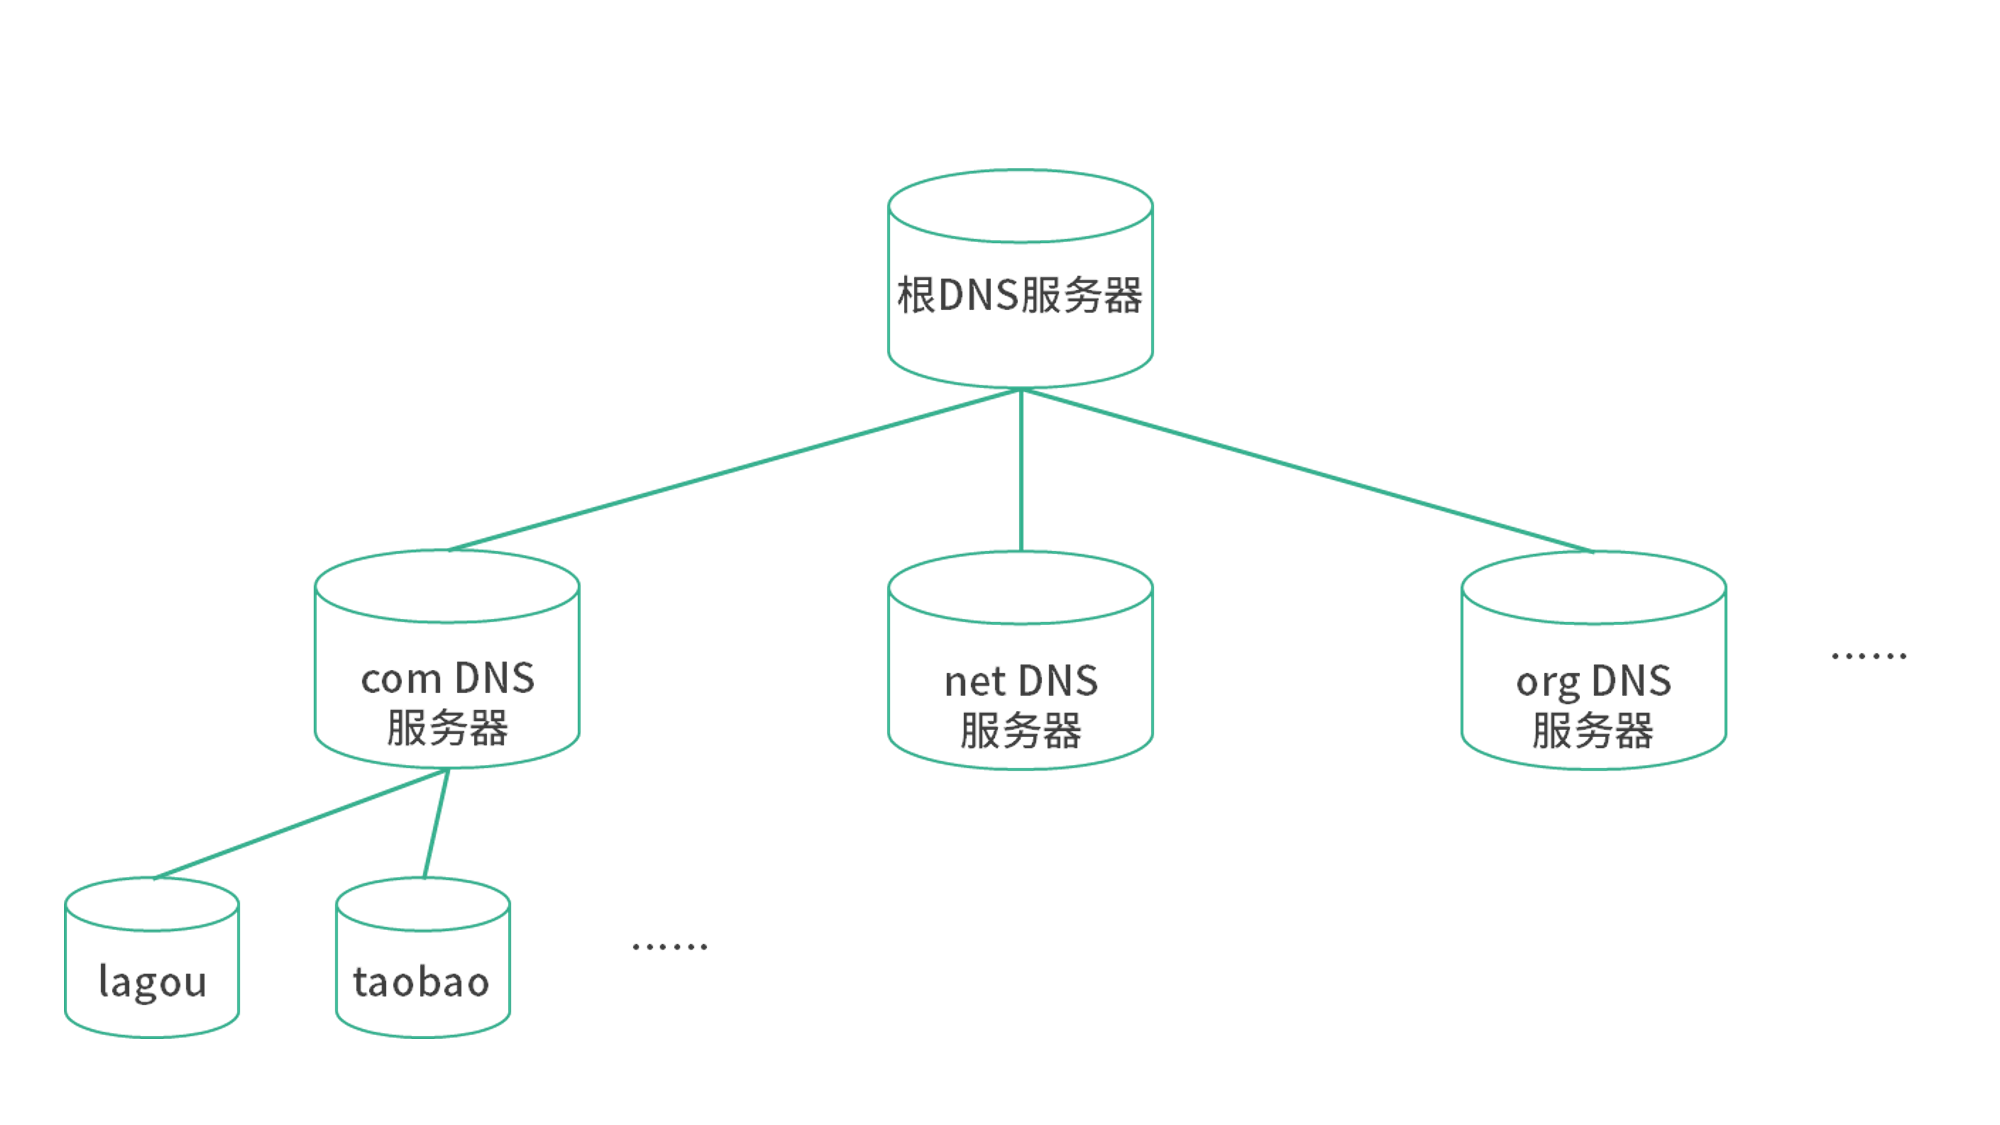 根DNS服务器
com DNS
服务器
net DNS
服务器
org DNS
服务器
……
lagou
taobao
……